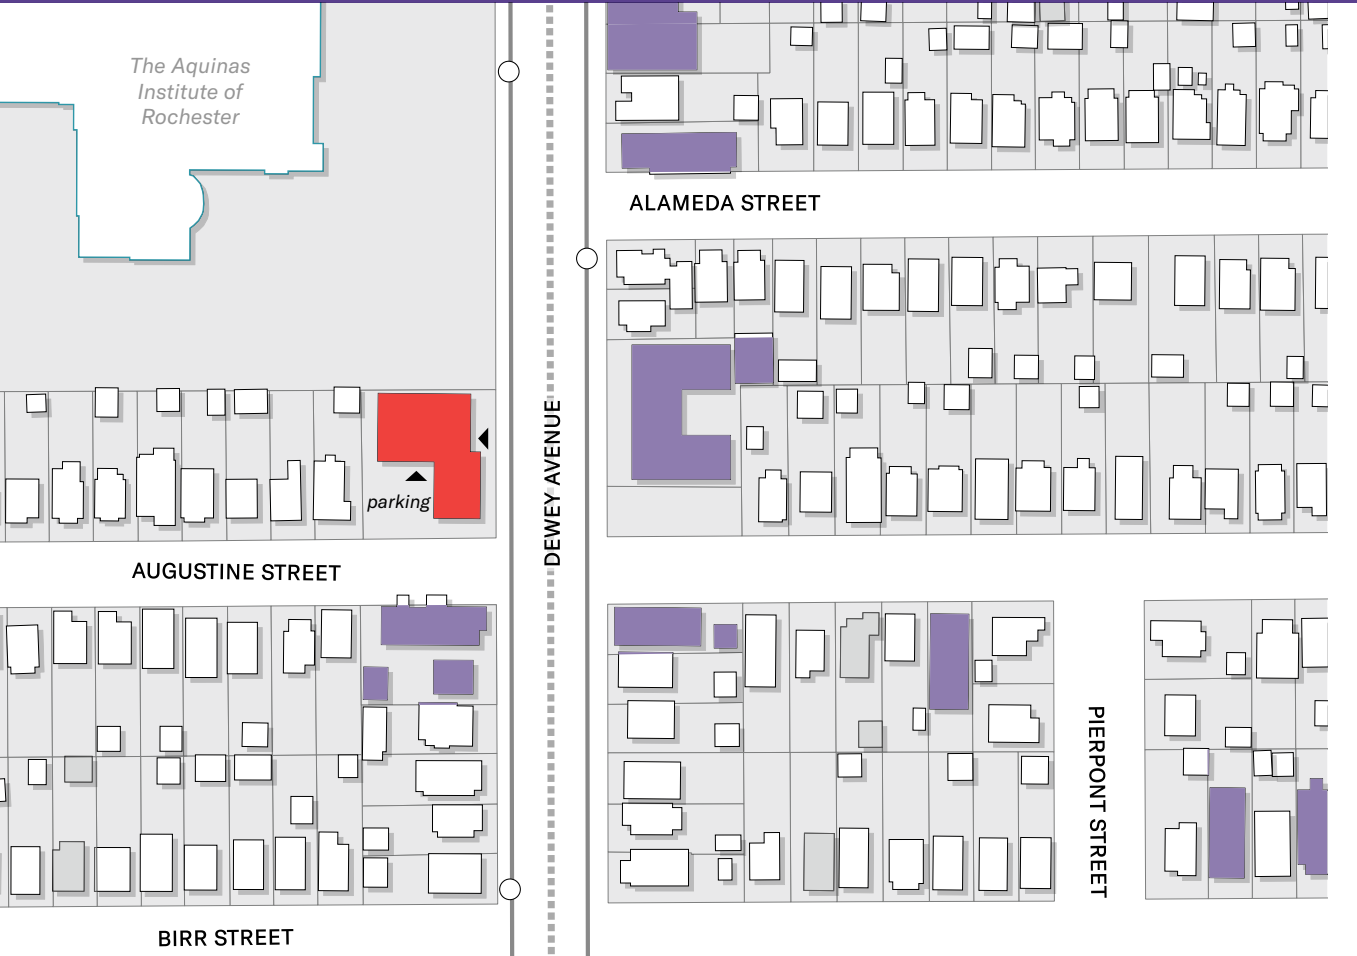 The Aquinas
Institute of
Rochester
ALAMEDA STREET
DEWEY AVENUE
parking
AUGUSTINE STREET
PIERPONT STREET
BIRR STREET